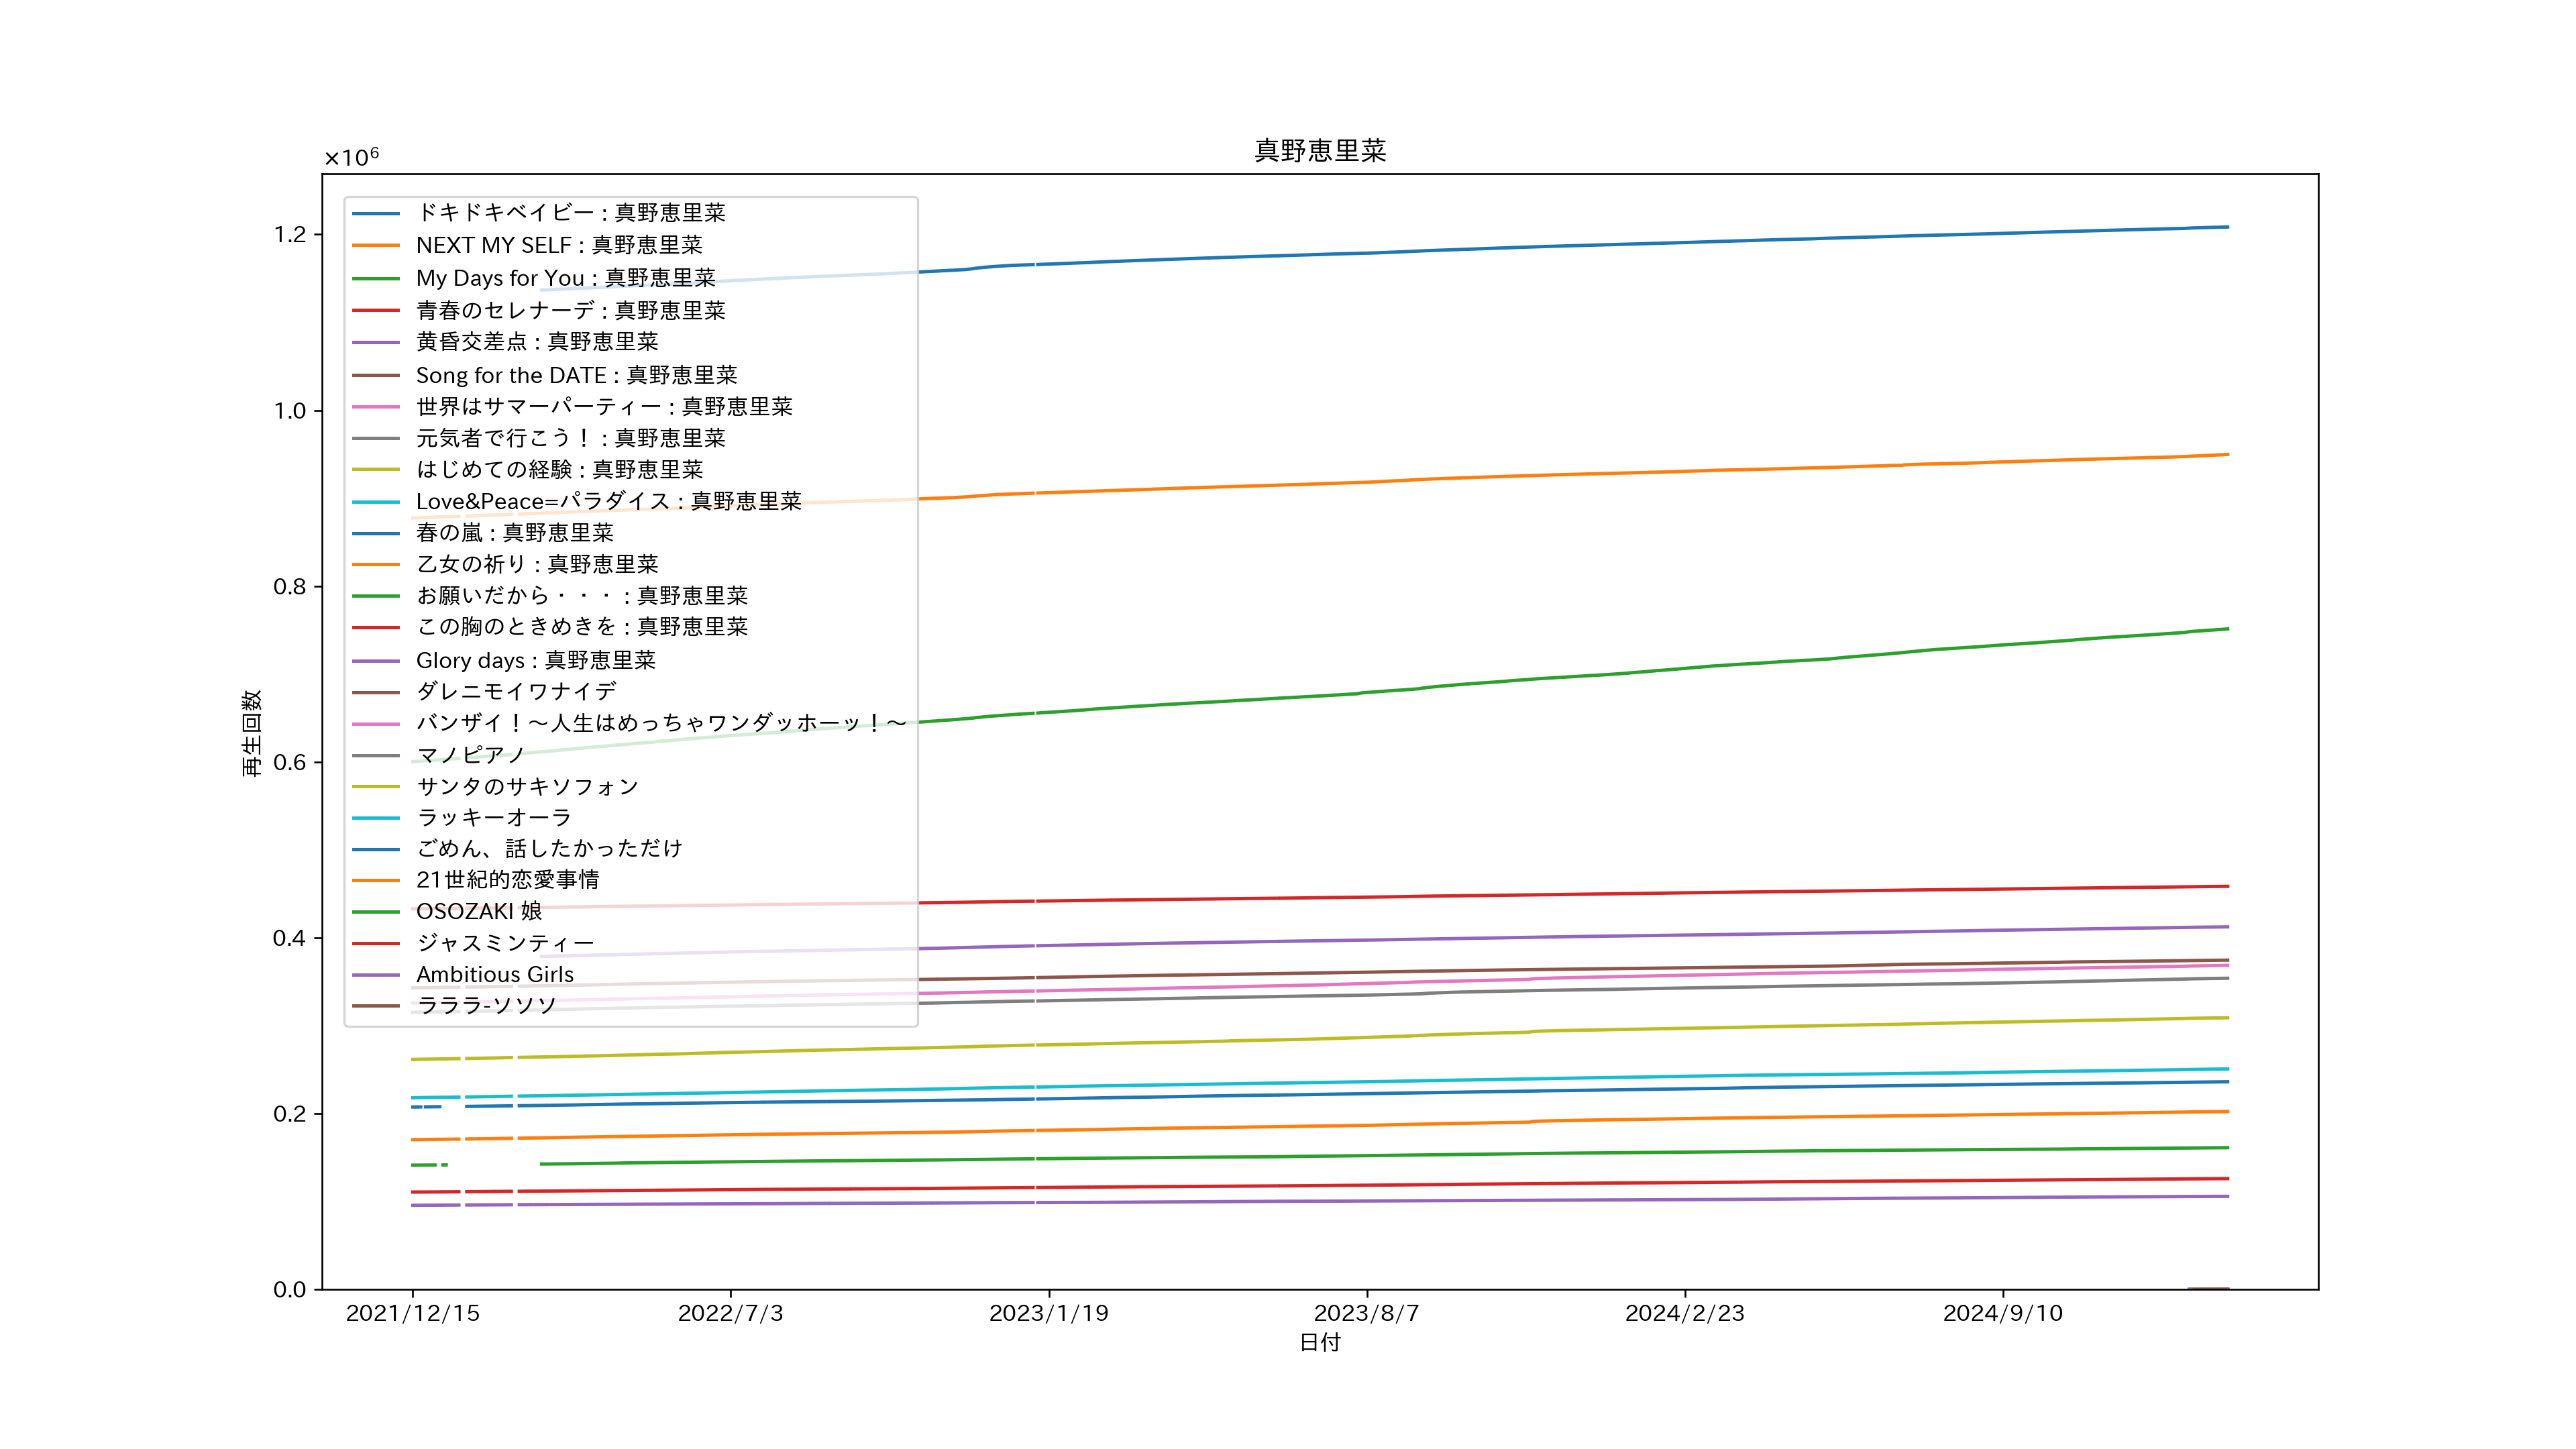 真野恵里菜
×10⁶
1.2
1.0
0.8
0.6
0.4
0.2
0.0
再生回数
ドキドキベイビー : 真野恵里菜
NEXT MY SELF : 真野恵里菜
My Days for You : 真野恵里菜
青春のセレナーデ : 真野恵里菜
黄昏交差点 : 真野恵里菜
Song for the DATE : 真野恵里菜
世界はサマーパーティー : 真野恵里菜
元気者で行こう！ : 真野恵里菜
はじめての経験 : 真野恵里菜
Love&Peace=パラダイス : 真野恵里菜
春の嵐 : 真野恵里菜
乙女の祈り : 真野恵里菜
お願いだから・・・ : 真野恵里菜
この胸のときめきを : 真野恵里菜
Glory days : 真野恵里菜
ダレニモイワナイデ
バンザイ！～人生はめっちゃワンダッホーッ！～
マノピアノ
サンタのサキソフォン
ラッキーオーラ
ごめん、話したかっただけ
21世紀的恋愛事情
OSOZAKI 娘
ジャスミンティー
Ambitious Girls
ラララ-ソソソ
2021/12/15
2022/7/3
2023/1/19
2023/8/7
2024/2/23
2024/9/10
日付